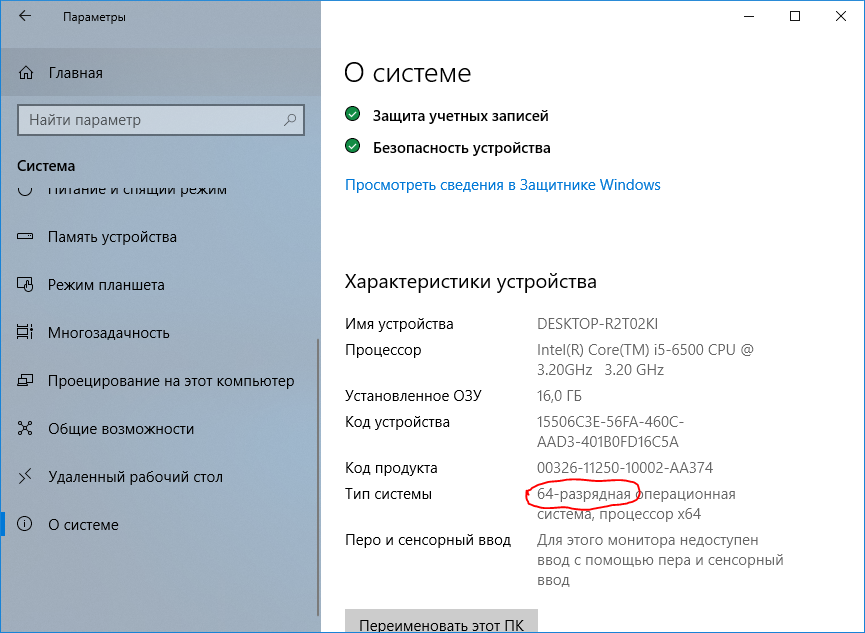 Параметры
Главная
Найти параметр
Система
Питание и спящий режим
Память устройства
Режим планшета
Многозадачность
Проецирование на этот компьютер
Общие возможности
Удаленный рабочий стол
О системе
О системе
Защита учетных записей
Безопасность устройства
Просмотреть сведения в Защитнике Windows
Характеристики устройства
Имя устройства DESKTOP-R2T02KI
Процессор Intel(R) Core(TM) i5-6500 CPU @
3.20GHz 3.20 GHz
Установленное ОЗУ 16,0 ГБ
Код устройства 15506C3E-56FA-460C-
AAD3-401B0FD16C5A
Код продукта 00326-11250-10002-AA374
Тип системы 64-разрядная операционная
система, процессор x64
Перо и сенсорный ввод Для этого монитора недоступен
ввод с помощью пера и сенсорный
ввод
Переименовать этот ПК